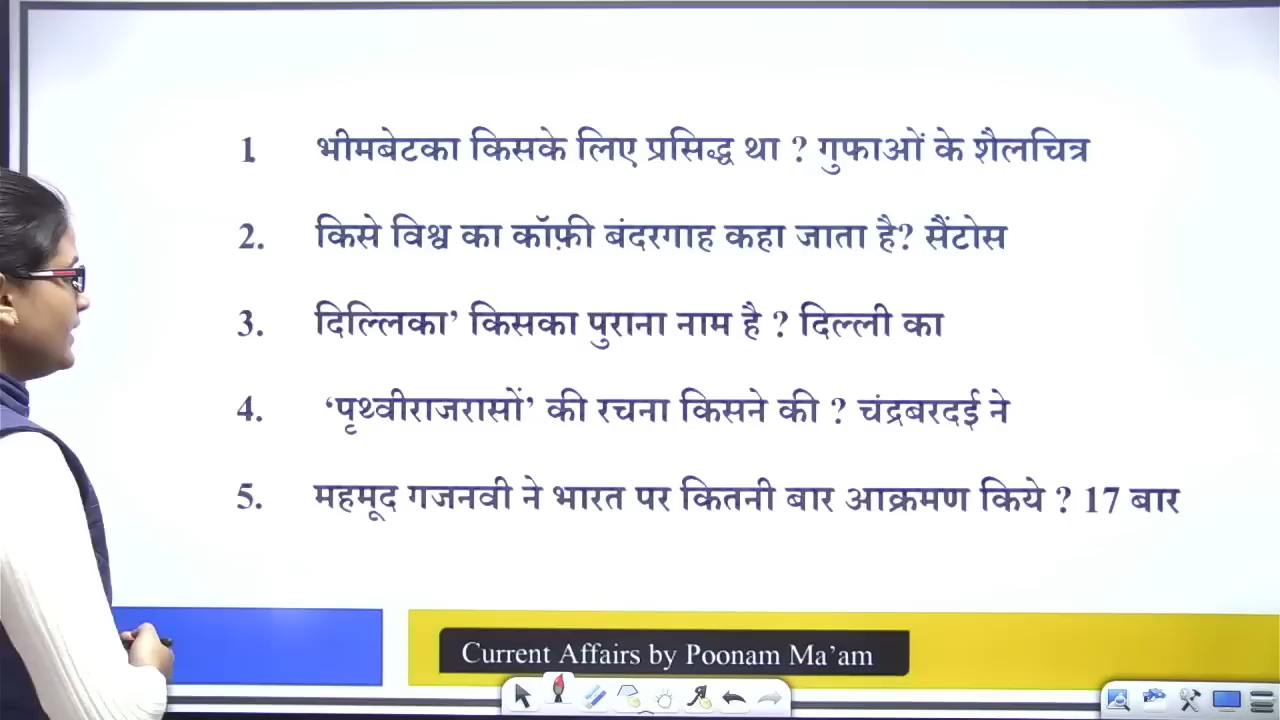 1. भीमबेटका किसके लिए प्रसिद्ध था ? गुफाओं के शैलचित्र
2. किसे विश्व का कॉफ़ी बंदरगाह कहा जाता है? सैंटोस
3. दिल्लिका’ किसका पुराना नाम है ? दिल्ली का
4. ‘पृथ्वीराजरासों’ की रचना किसने की ? चंद्रबरदई ने
5. महमूद गजनवी ने भारत पर कितनी बार आक्रमण किये ? 17 बार
Current Affairs by Poonam Ma’am